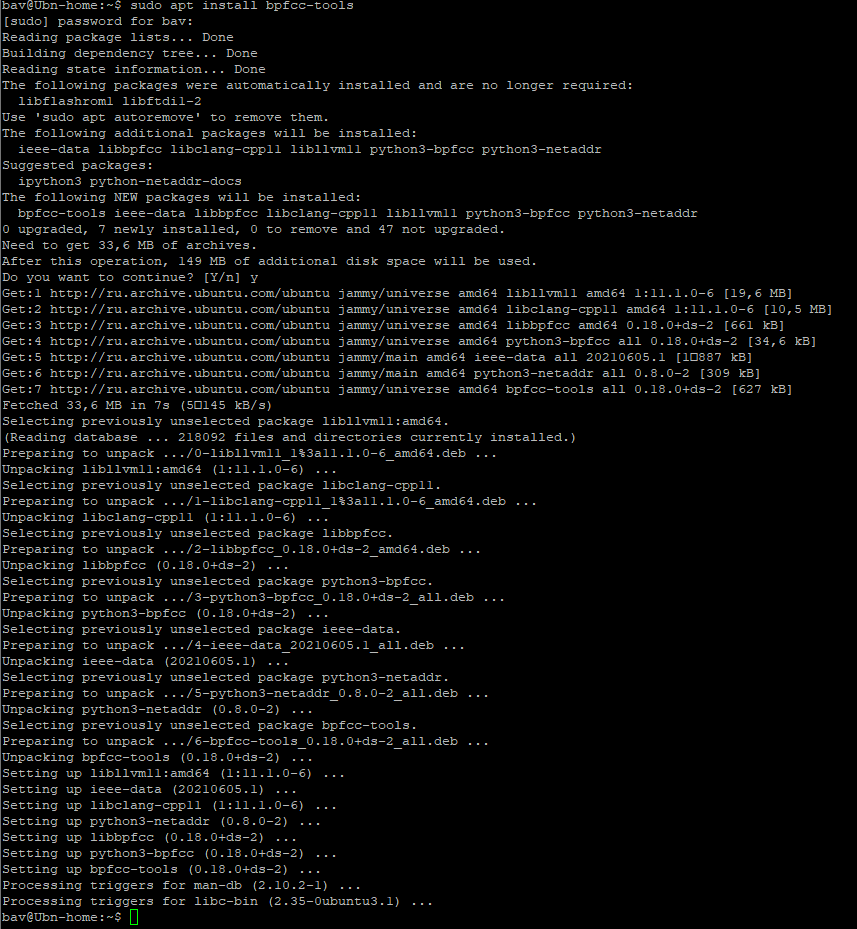 bav@Ubn-home:~$ sudo apt install bpfcc-tools
[sudo] password for bav:
Reading package lists... Done
Building dependency tree... Done
Reading state information... Done
The following packages were automatically installed and are no longer required:
  libflashrom1 libftdi1-2
Use 'sudo apt autoremove' to remove them.
The following additional packages will be installed:
  ieee-data libbpfcc libclang-cpp11 libllvm11 python3-bpfcc python3-netaddr
Suggested packages:
  ipython3 python-netaddr-docs
The following NEW packages will be installed:
  bpfcc-tools ieee-data libbpfcc libclang-cpp11 libllvm11 python3-bpfcc python3-netaddr
0 upgraded, 7 newly installed, 0 to remove and 47 not upgraded.
Need to get 33,6 MB of archives.
After this operation, 149 MB of additional disk space will be used.
Do you want to continue? [Y/n] y
Get:1 http://ru.archive.ubuntu.com/ubuntu jammy/universe amd64 libllvm11 amd64 1:11.1.0-6 [19,6 MB]
Get:2 http://ru.archive.ubuntu.com/ubuntu jammy/universe amd64 libclang-cpp11 amd64 1:11.1.0-6 [10,5 MB]
Get:3 http://ru.archive.ubuntu.com/ubuntu jammy/universe amd64 libbpfcc amd64 0.18.0+ds-2 [661 kB]
Get:4 http://ru.archive.ubuntu.com/ubuntu jammy/universe amd64 python3-bpfcc all 0.18.0+ds-2 [34,6 kB]
Get:5 http://ru.archive.ubuntu.com/ubuntu jammy/main amd64 ieee-data all 20210605.1 [1□887 kB]
Get:6 http://ru.archive.ubuntu.com/ubuntu jammy/main amd64 python3-netaddr all 0.8.0-2 [309 kB]
Get:7 http://ru.archive.ubuntu.com/ubuntu jammy/universe amd64 bpfcc-tools all 0.18.0+ds-2 [627 kB]
Fetched 33,6 MB in 7s (5□145 kB/s)
Selecting previously unselected package libllvm11:amd64.
(Reading database ... 218092 files and directories currently installed.)
Preparing to unpack .../0-libllvm11_1%3a11.1.0-6_amd64.deb ...
Unpacking libllvm11:amd64 (1:11.1.0-6) ...
Selecting previously unselected package libclang-cpp11.
Preparing to unpack .../1-libclang-cpp11_1%3a11.1.0-6_amd64.deb ...
Unpacking libclang-cpp11 (1:11.1.0-6) ...
Selecting previously unselected package libbpfcc.
Preparing to unpack .../2-libbpfcc_0.18.0+ds-2_amd64.deb ...
Unpacking libbpfcc (0.18.0+ds-2) ...
Selecting previously unselected package python3-bpfcc.
Preparing to unpack .../3-python3-bpfcc_0.18.0+ds-2_all.deb ...
Unpacking python3-bpfcc (0.18.0+ds-2) ...
Selecting previously unselected package ieee-data.
Preparing to unpack .../4-ieee-data_20210605.1_all.deb ...
Unpacking ieee-data (20210605.1) ...
Selecting previously unselected package python3-netaddr.
Preparing to unpack .../5-python3-netaddr_0.8.0-2_all.deb ...
Unpacking python3-netaddr (0.8.0-2) ...
Selecting previously unselected package bpfcc-tools.
Preparing to unpack .../6-bpfcc-tools_0.18.0+ds-2_all.deb ...
Unpacking bpfcc-tools (0.18.0+ds-2) ...
Setting up libllvm11:amd64 (1:11.1.0-6) ...
Setting up ieee-data (20210605.1) ...
Setting up libclang-cpp11 (1:11.1.0-6) ...
Setting up python3-netaddr (0.8.0-2) ...
Setting up libbpfcc (0.18.0+ds-2) ...
Setting up python3-bpfcc (0.18.0+ds-2) ...
Setting up bpfcc-tools (0.18.0+ds-2) ...
Processing triggers for man-db (2.10.2-1) ...
Processing triggers for libc-bin (2.35-0ubuntu3.1) ...
bav@Ubn-home:~$